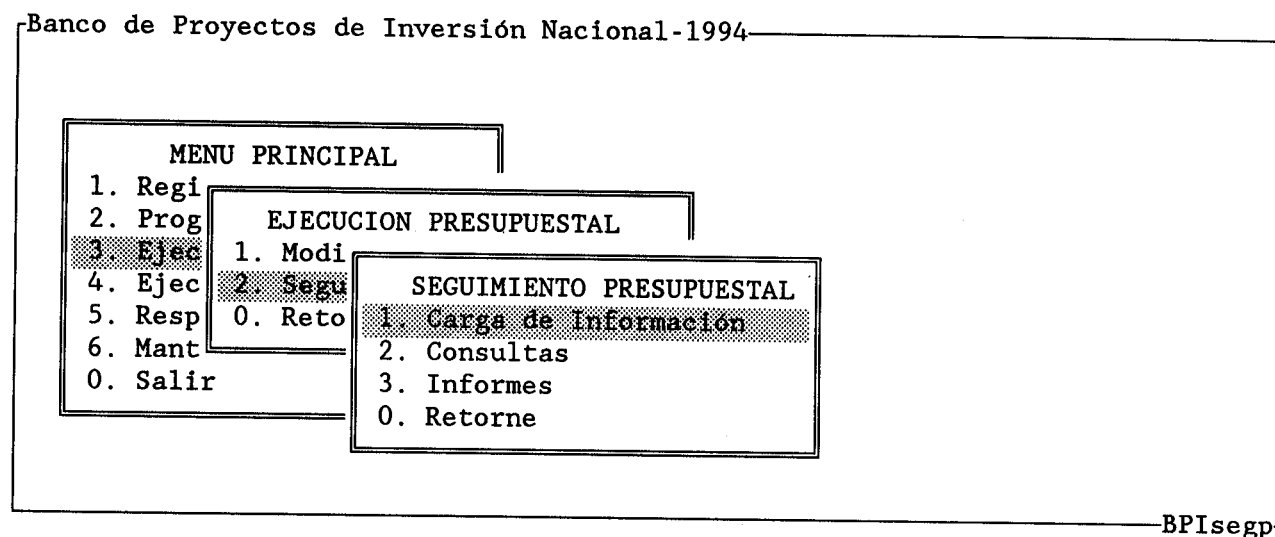 Banco de Proyectos de Inversión Nacional-1994
MENU PRINCIPAL
1. Regi
2. Prog
3. Ejec
4. Ejec
5. Resp
6. Mant
0. Salir
EJECUCION PRESUPUESTAL
1. Modi
2. Segu
0. Reto
SEGUIMIENTO PRESUPUESTAL
1. Carga de Información
2. Consultas
3. Informes
0. Retorne
BPIsegp